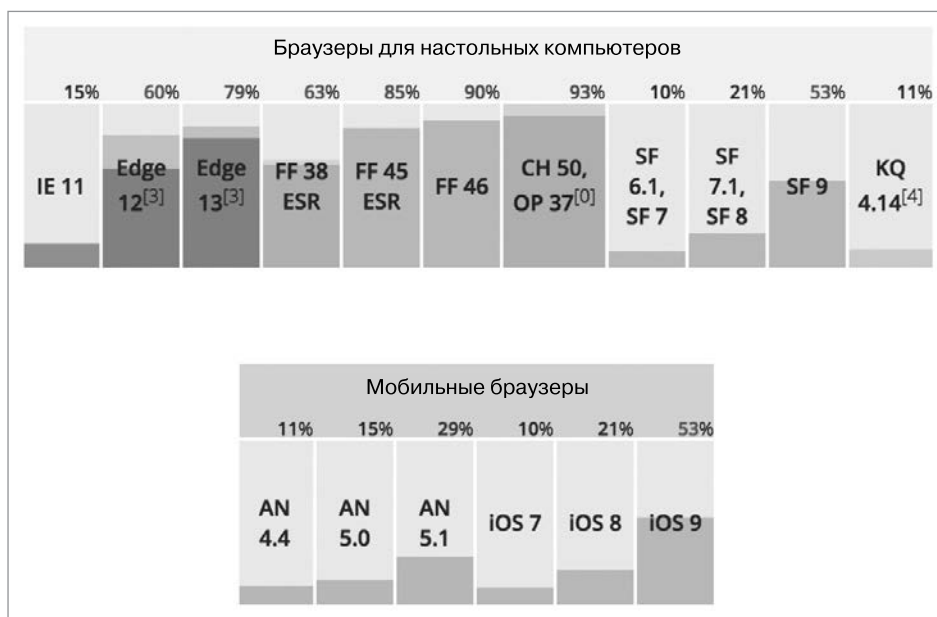 Браузеры для настольных компьютеров
15% 60% 79% 63% 85% 90% 93% 10% 21% 53% 11%
IE 11
Edge
12[3]
Edge
13[3]
FF 38
ESR
FF 45
ESR
FF 46
CH 50,
OP 37[0]
SF
6.1,
SF 7
SF
7.1,
SF 8
SF 9
KQ
4.14[4]
Мобильные браузеры
11% 15% 29% 10% 21% 53%
AN
4.4
AN
5.0
AN
5.1
iOS 7
iOS 8
iOS 9